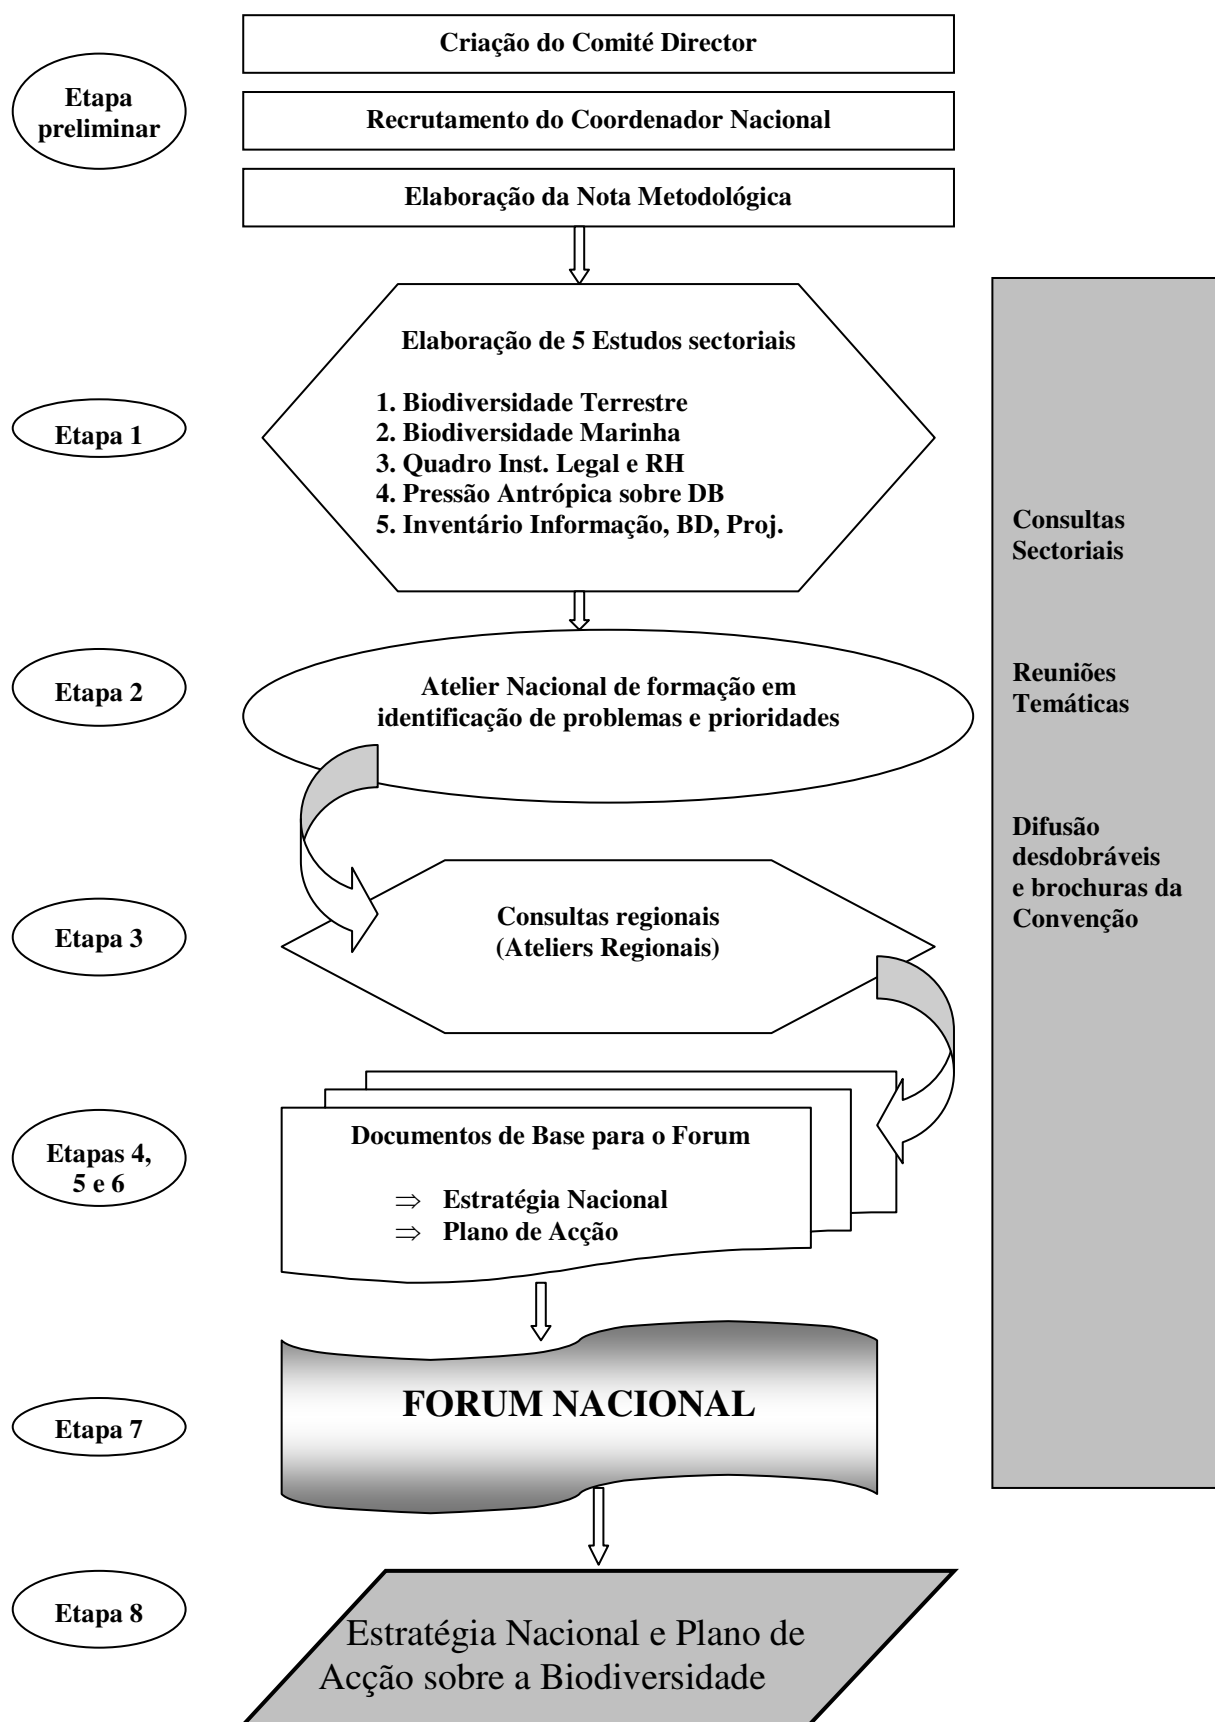 Criação do Comité Director
Etapa
preliminar
Recrutamento do Coordenador Nacional
Elaboração da Nota Metodológica
Etapa 1
Elaboração de 5 Estudos sectoriais
1. Biodiversidade Terrestre
2. Biodiversidade Marinha
3. Quadro Inst. Legal e RH
4. Pressão Antrópica sobre DB
5. Inventário Informação, BD, Proj.
Etapa 2
Atelier Nacional de formação em
identificação de problemas e prioridades
Etapa 3
Consultas regionais
(Ateliers Regionais)
Etapas 4,
5 e 6
Documentos de Base para o Forum
⇒ Estratégia Nacional
⇒ Plano de Acção
Etapa 7
FORUM NACIONAL
Etapa 8
Estratégia Nacional e Plano de
Acção sobre a Biodiversidade
Consultas
Sectoriais
Reuniões
Temáticas
Difusão
desdobráveis
e brochuras da
Convenção